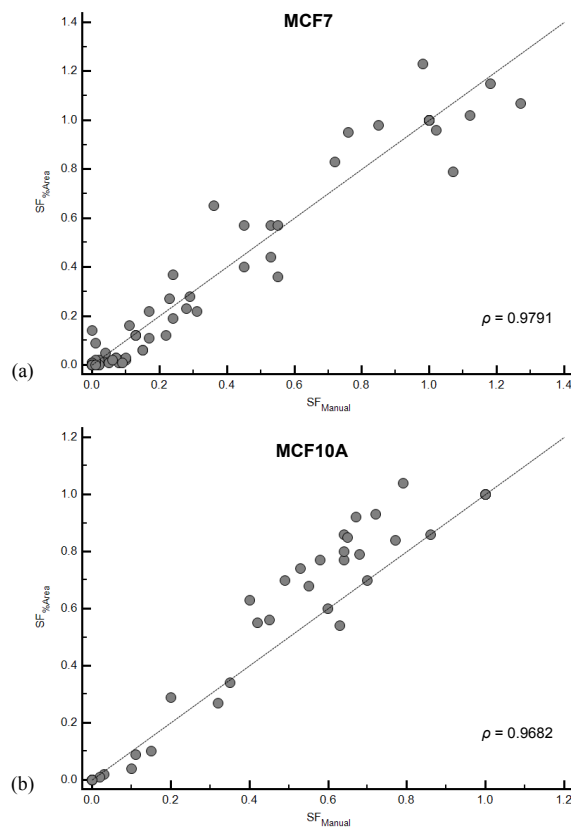 MCF7
1.4
1.2
1.0
0.8
0.6
0.4
0.2
0.0
SF%Area
ρ = 0.9791
(a)
0.0 0.2 0.4 0.6 0.8 1.0 1.2 1.4
SFManual
MCF10A
1.2
1.0
0.8
0.6
0.4
0.2
0.0
SF%Area
ρ = 0.9682
(b)
0.0 0.2 0.4 0.6 0.8 1.0 1.2
SFManual